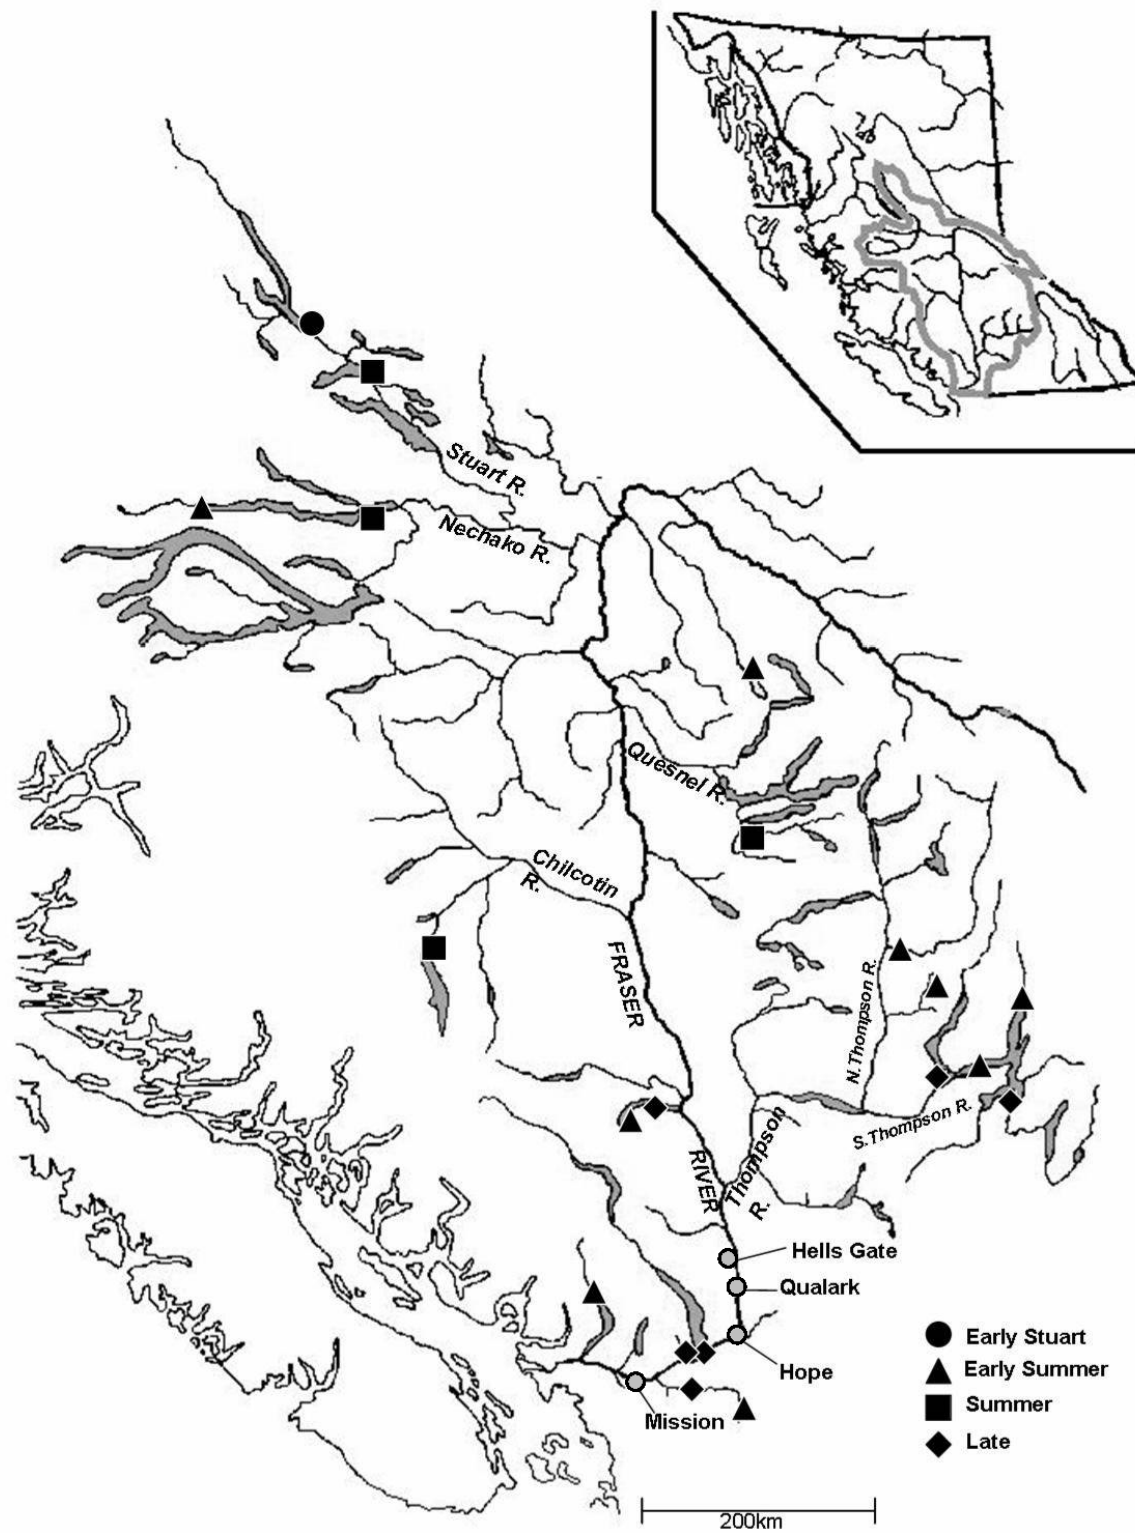 Stuart R.
Nechako R.
Quesnel R.
Chilcotin
R.
FRASER
N.Thompson R.
S.Thompson R.
RIVER
Thompson
R.
Hells Gate
Qualark
Hope
Mission
Early Stuart
Early Summer
Summer
Late
200km